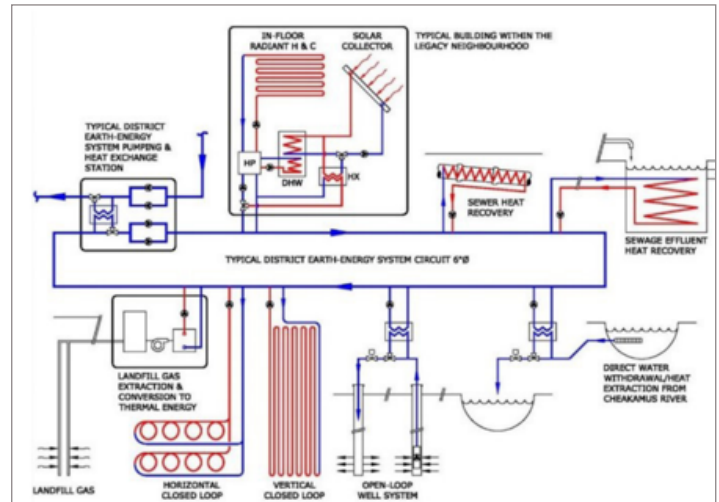 IN-FLOOR
RADIANT H & C
SOLAR
COLLECTOR
TYPICAL BUILDING WITHIN THE
LEGACY NEIGHBOURHOOD
TYPICAL DISTRICT
EARTH-ENERGY
SYSTEM PUMPING &
HEAT EXCHANGE
STATION
HP
DHW
HX
SEWER HEAT
RECOVERY
SEWAGE EFFLUENT
HEAT RECOVERY
TYPICAL DISTRICT EARTH-ENERGY SYSTEM CIRCUIT 6"Ø
LANDFILL GAS
EXTRACTION &
CONVERSION TO
THERMAL ENERGY
DIRECT WATER
WITHDRAWAL/HEAT
EXTRACTION FROM
CHEAKAMUS RIVER
LANDFILL GAS
HORIZONTAL
CLOSED LOOP
VERTICAL
CLOSED LOOP
OPEN-LOOP
WELL SYSTEM